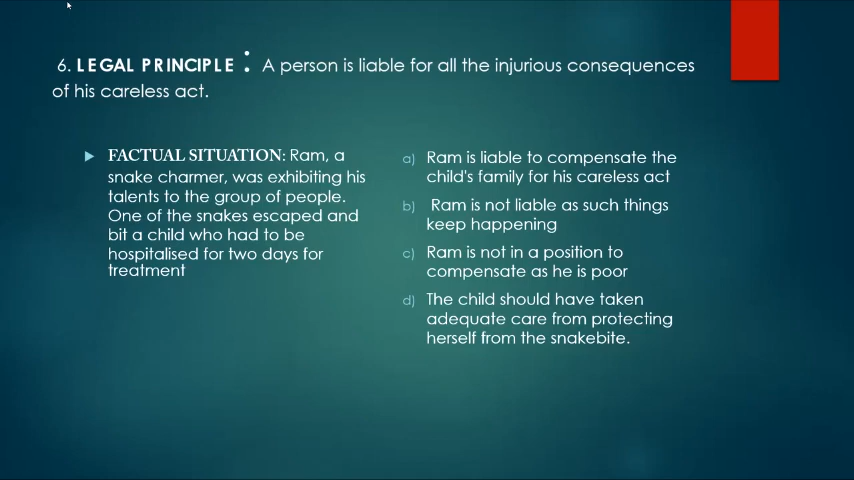 6. LEGAL PRINCIPLE : A person is liable for all the injurious consequences
of his careless act.
FACTUAL SITUATION: Ram, a
snake charmer, was exhibiting his
talents to the group of people.
One of the snakes escaped and
bit a child who had to be
hospitalised for two days for
treatment
a) Ram is liable to compensate the
child's family for his careless act
b) Ram is not liable as such things
keep happening
c) Ram is not in a position to
compensate as he is poor
d) The child should have taken
adequate care from protecting
herself from the snakebite.